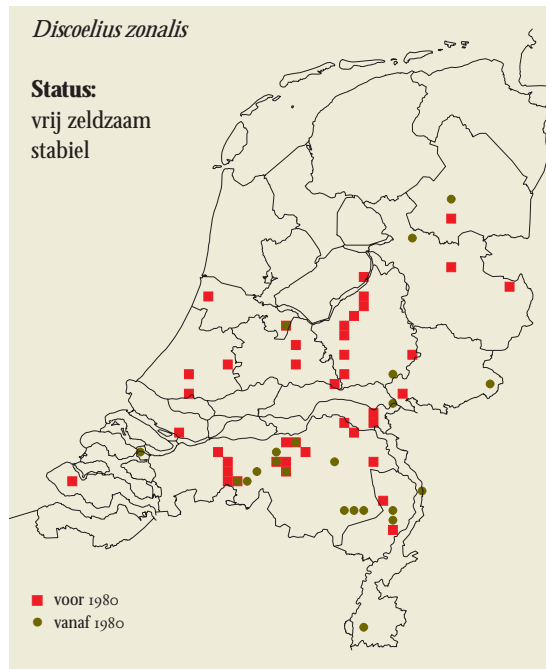 Discoelius zonalis
Status:
vrij zeldzaam
stabiel
voor 1980
vanaf 1980